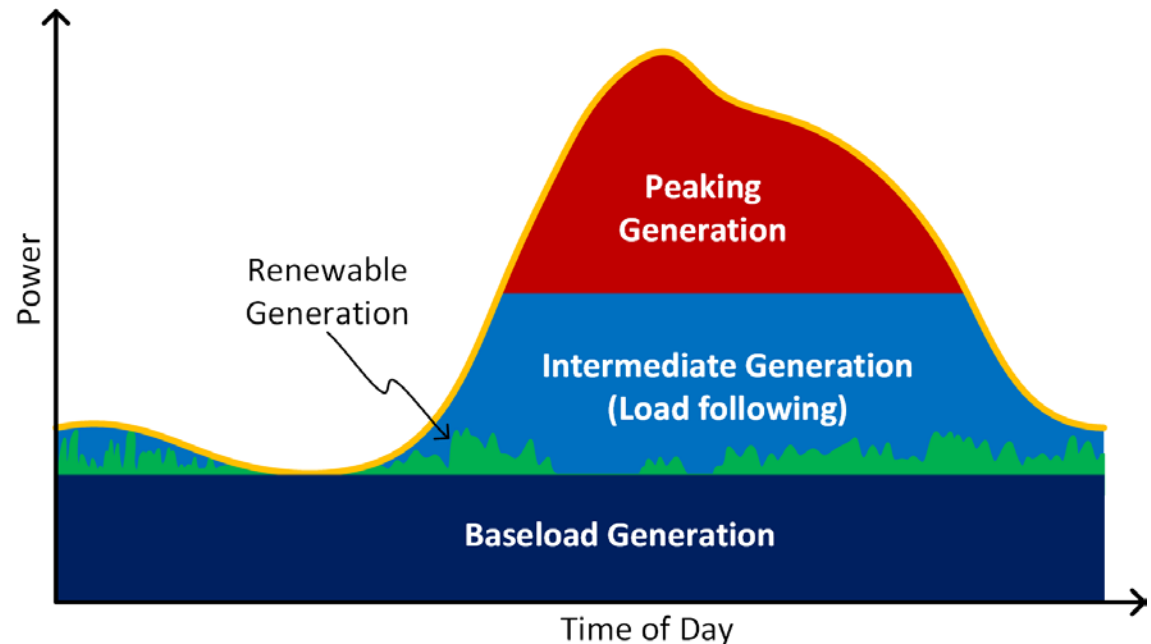 Power
Peaking
Generation
Renewable
Generation
Intermediate Generation
(Load following)
Baseload Generation
Time of Day